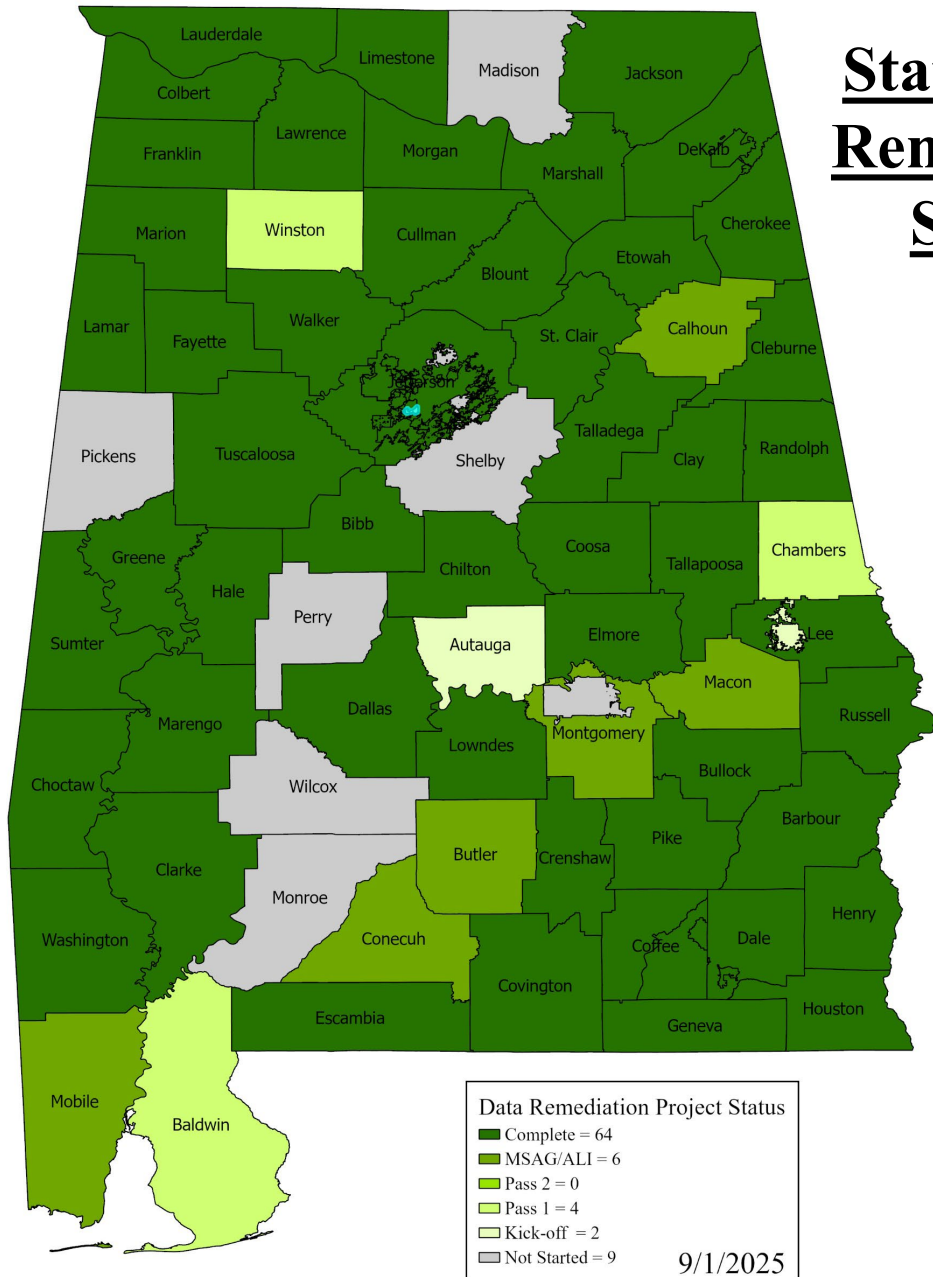 Sta
Ren
S
Lauderdale
Limestone
Madison
Jackson
Colbert
Lawrence
Franklin
Morgan
DeKalb
Marshall
Cherokee
Marion
Winston
Cullman
Etowah
Blount
Lamar
Fayette
Walker
St. Clair
Calhoun
Cleburne
Jefferson
Pickens
Tuscaloosa
Shelby
Talladega
Clay
Randolph
Bibb
Greene
Hale
Chilton
Coosa
Tallapoosa
Chambers
Sumter
Perry
Autauga
Elmore
Lee
Marengo
Dallas
Macon
Montgomery
Russell
Lowndes
Bullock
Choctaw
Wilcox
Barbour
Clarke
Butler
Crenshaw
Pike
Monroe
Washington
Conecuh
Coffee
Dale
Henry
Covington
Escambia
Geneva
Houston
Mobile
Baldwin
Data Remediation Project Status
Complete = 64
MSAG/ALI = 6
Pass 2 = 0
Pass 1 = 4
Kick-off = 2
Not Started = 9
9/1/2025